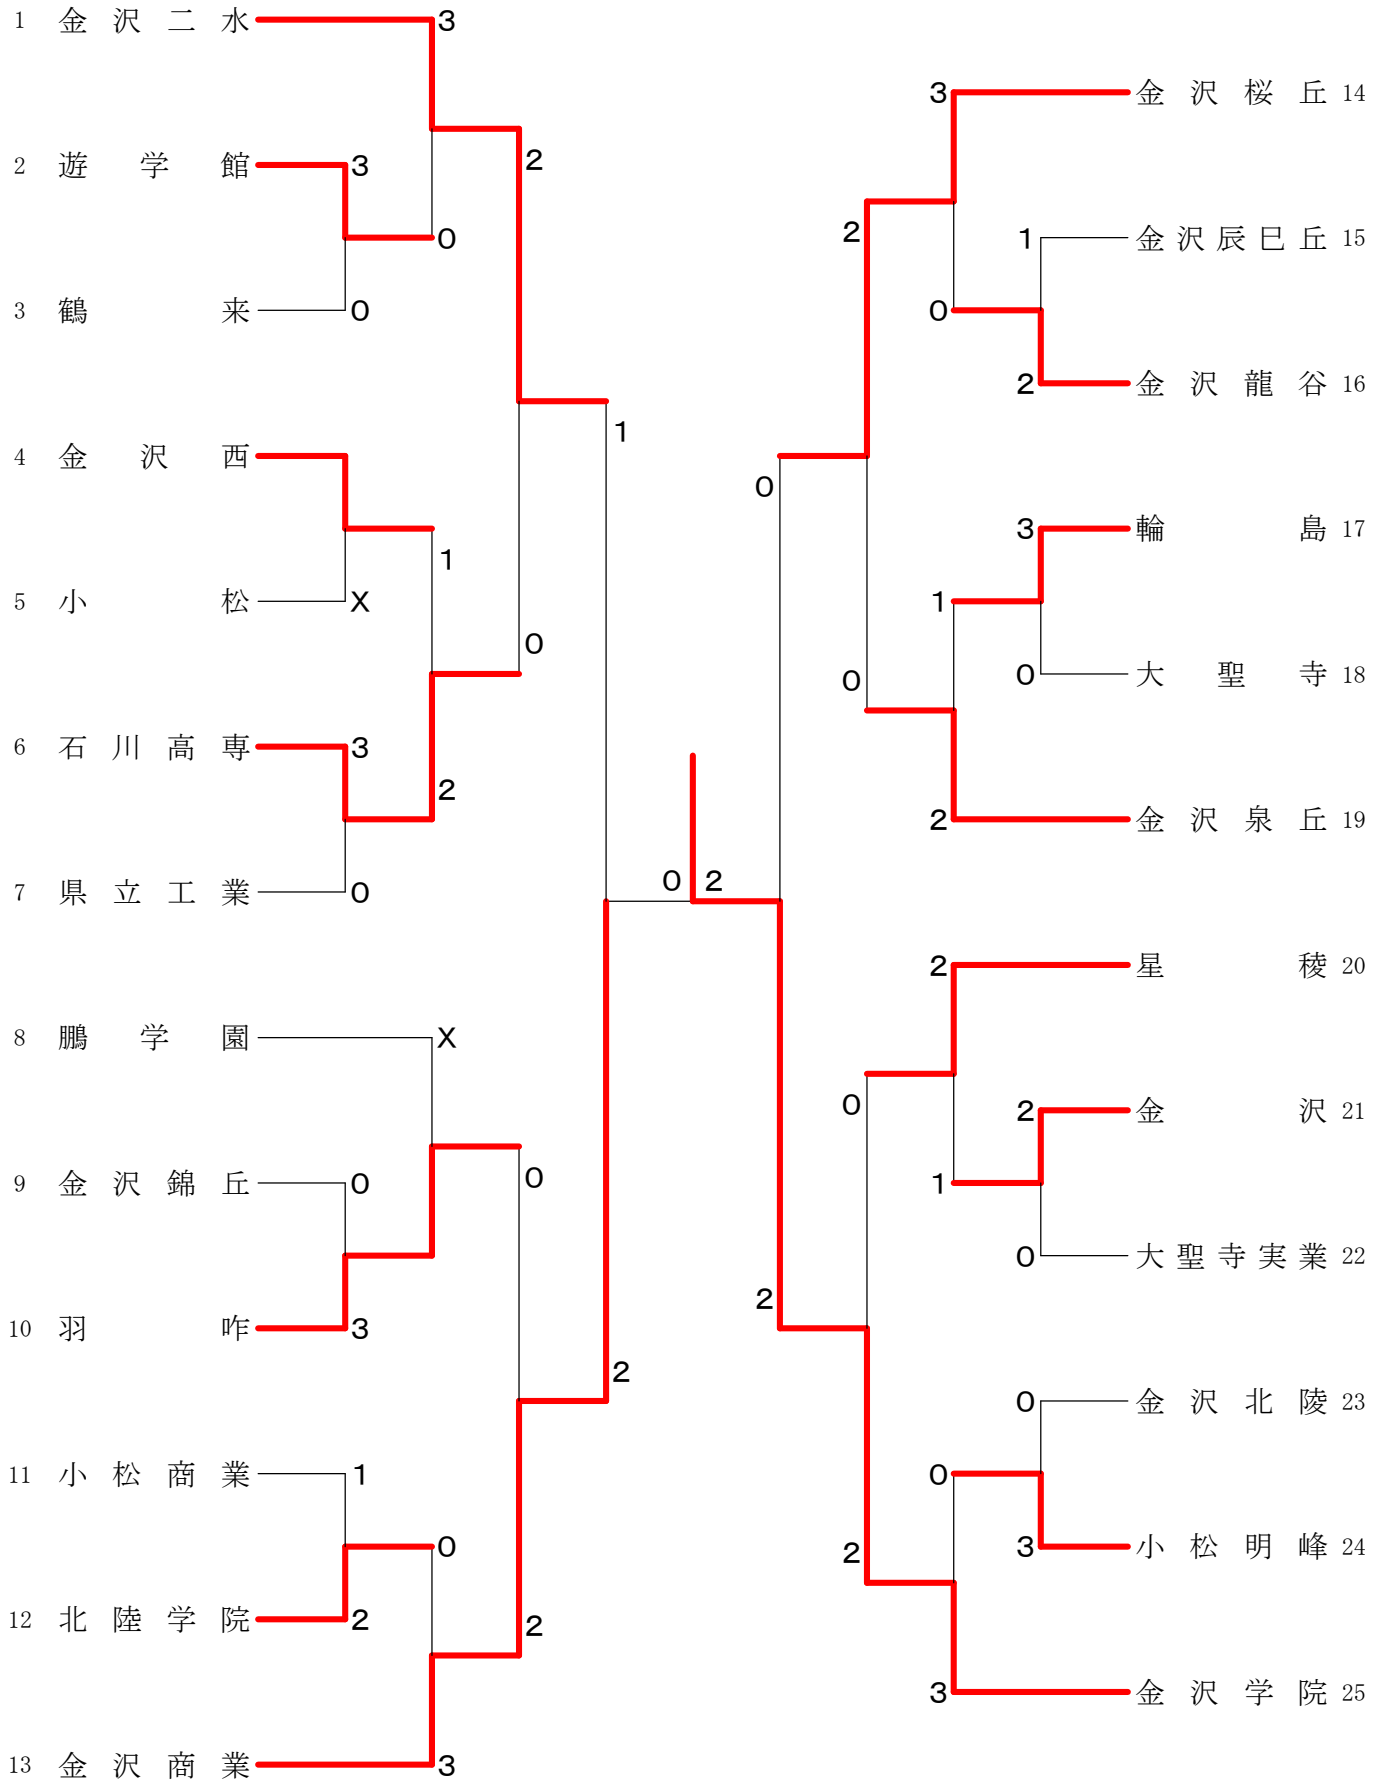 1 金沢二水 3
3 金沢桜丘 14
2 遊学館 3
2
0
2
1 金沢辰巳丘 15
3 鶴来 0
0
2 金沢龍谷 16
1
4 金沢西
0
3 輪島 17
1
5 小松 X
1
0
0
0 大聖寺 18
6 石川高専 3
2
2 金沢泉丘 19
7 県立工業 0
0 2
2 星稜 20
8 鵬学園 X
0
2 金沢 21
9 金沢錦丘 0
0
1
0 大聖寺実業 22
10 羽咋 3
2
2
0 金沢北陵 23
11 小松商業 1
0
0
3 小松明峰 24
2
12 北陸学院 2
2
3 金沢学院 25
13 金沢商業 3